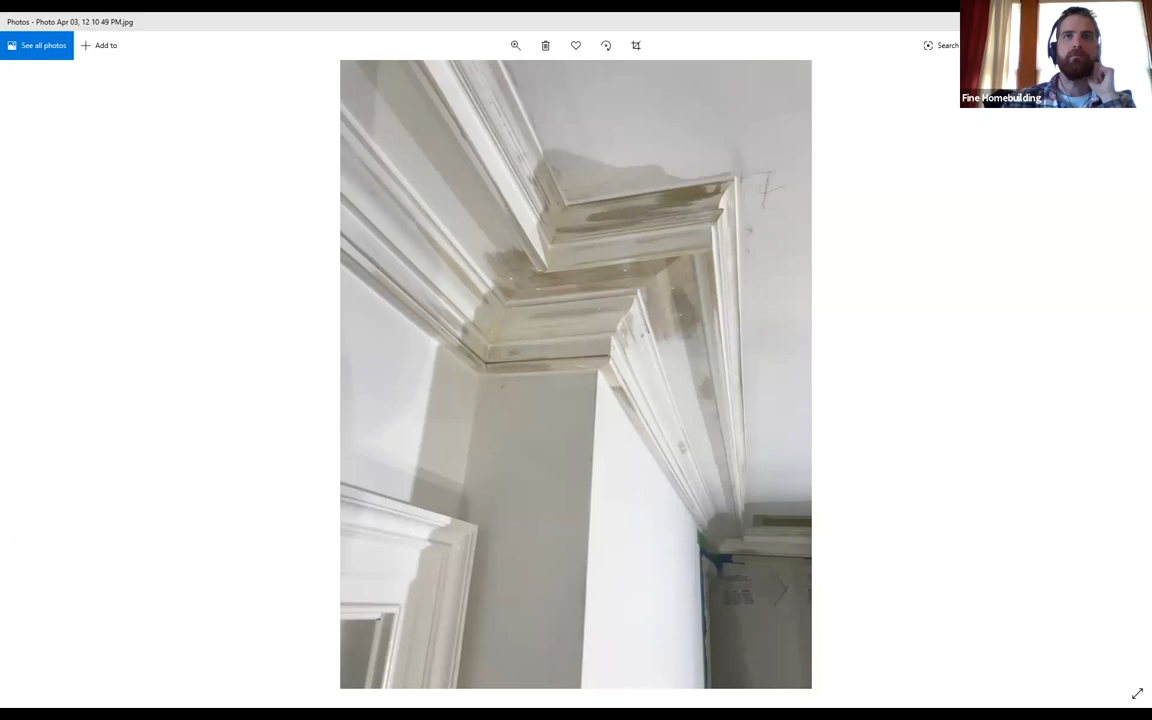 Photos - Photo Apr 03, 12 10 49 PM.jpg
See all photos
Add to
Search
Fine Homebuilding